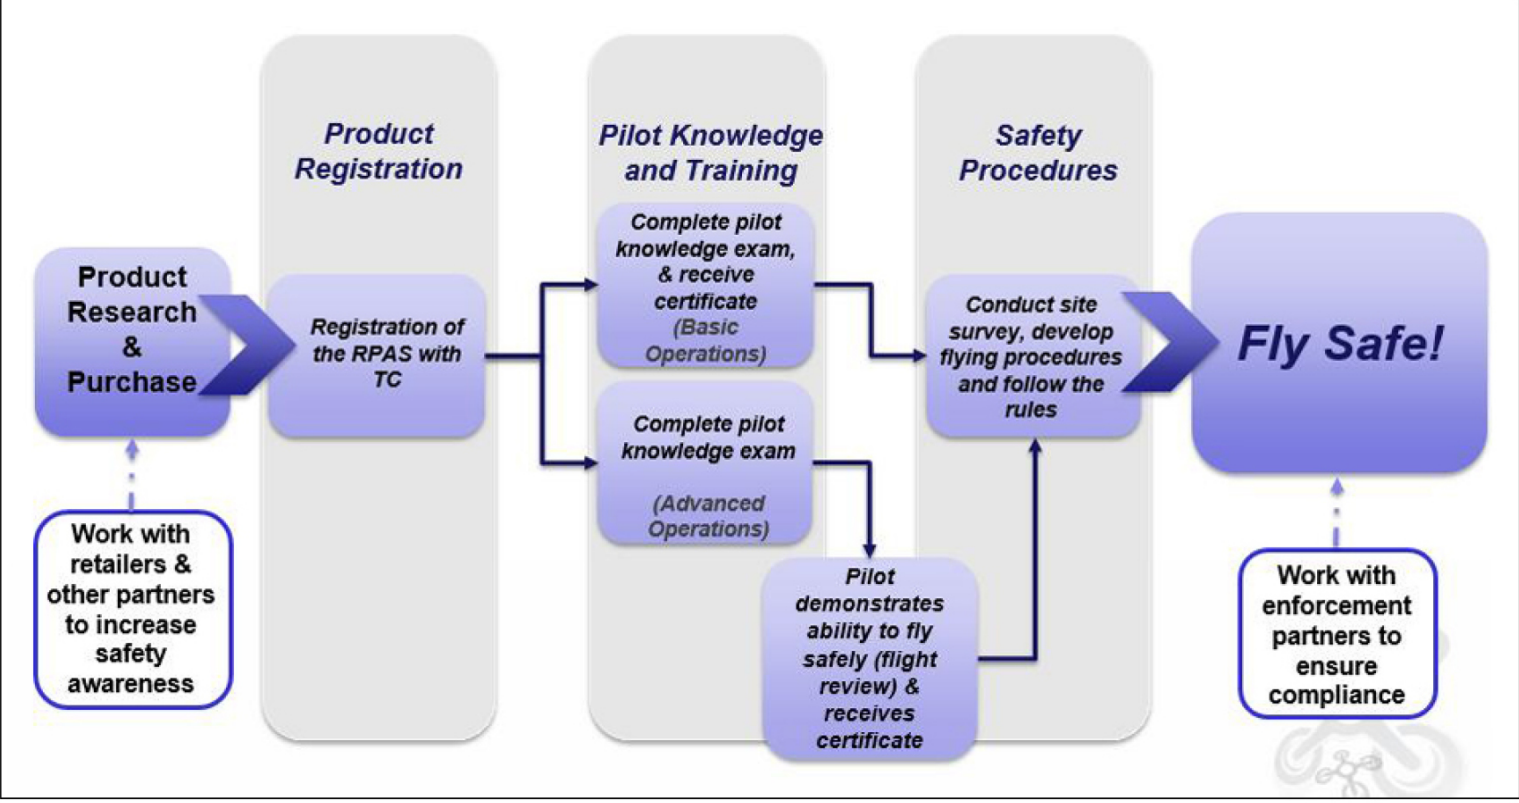 Product
Registration
Pilot Knowledge
and Training
Safety
Procedures
Product
Research
&
Purchase
Registration of
the RPAS with
TC
Complete pilot
knowledge exam,
& receive
certificate
(Basic
Operations)
Complete pilot
knowledge exam
(Advanced
Operations)
Pilot
demonstrates
ability to fly
safely (flight
review) &
receives
certificate
Conduct site
survey, develop
flying procedures
and follow the
rules
Fly Safe!
Work with
retailers &
other partners
to increase
safety
awareness
Work with
enforcement
partners to
ensure
compliance